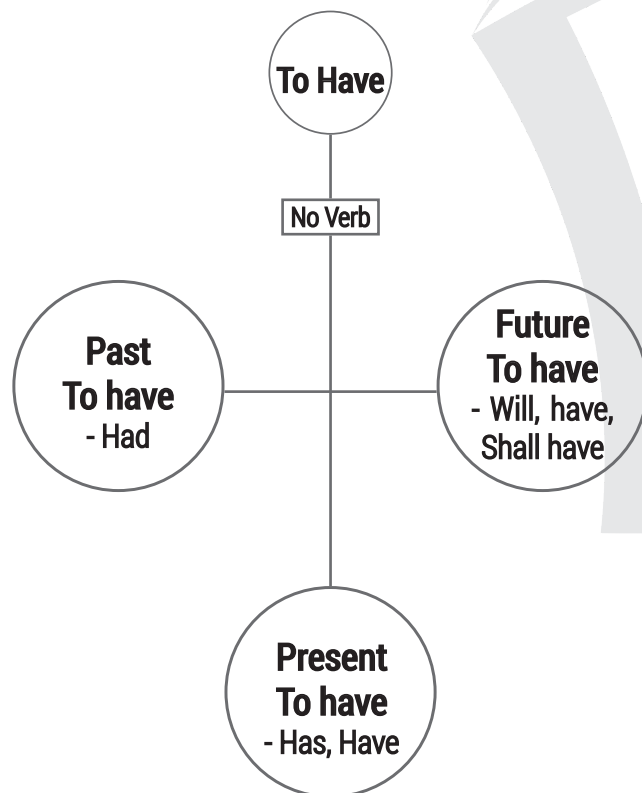 To Have
No Verb
Past
To have
- Had
Future
To have
- Will, have,
Shall have
Present
To have
- Has, Have